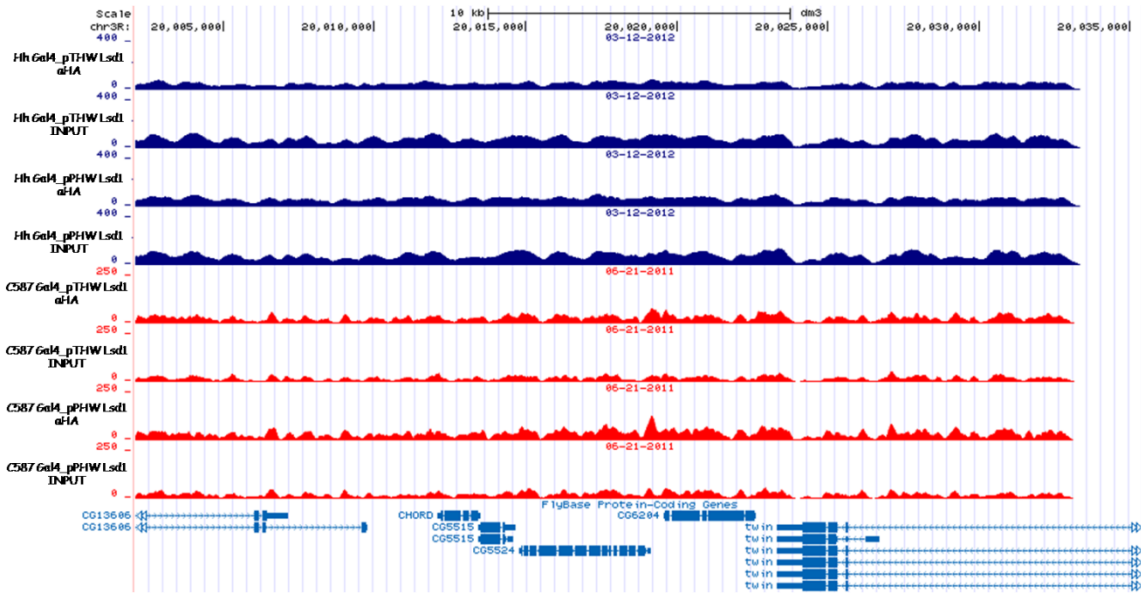 Scale 10 kb dm3
chr3R: 20,005,000 20,010,000 20,015,000 20,020,000 20,025,000 20,030,000 20,035,000
03-12-2012
400
Hh Gal4_pTHW Lsd1
aHA
0
03-12-2012
400
Hh Gal4_pTHW Lsd1
INPUT
0
03-12-2012
400
Hh Gal4_pPHW Lsd1
aHA
0
03-12-2012
400
Hh Gal4_pPHW Lsd1
INPUT
0
06-21-2011
250
C587 Gal4_pTHW Lsd1
aHA
0
06-21-2011
250
C587 Gal4_pTHW Lsd1
INPUT
0
06-21-2011
250
C587 Gal4_pPHW Lsd1
aHA
0
06-21-2011
250
C587 Gal4_pPHW Lsd1
INPUT
0
FlyBase Protein-Coding Genes
CG13606 CHORD CG6204
CG13606 CG5515 twin
CG5515 twin
CG5524 twin
twin
twin
twin